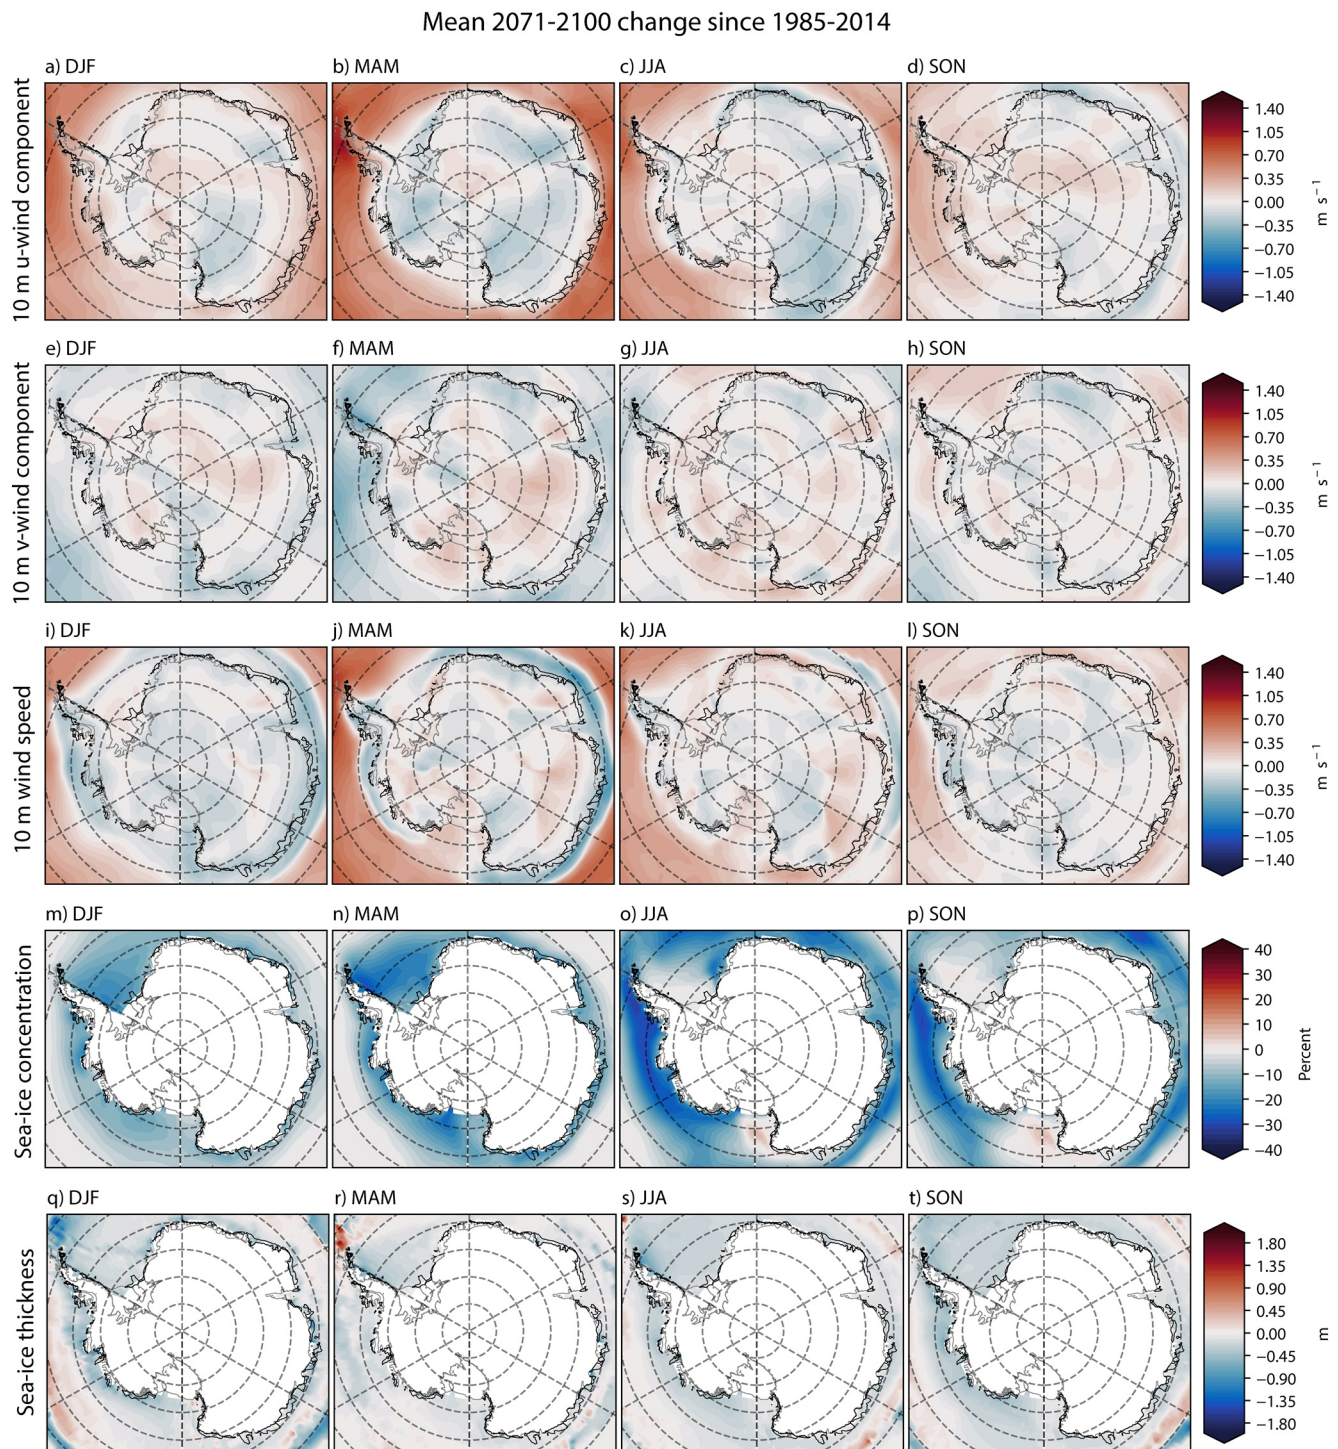 Mean 2071-2100 change since 1985-2014
a) DJF
b) MAM
c) JJA
d) SON
10 m u-wind component
1.40
1.05
0.70
0.35
0.00
−0.35
−0.70
−1.05
−1.40
m s⁻¹
e) DJF
f) MAM
g) JJA
h) SON
10 m v-wind component
1.40
1.05
0.70
0.35
0.00
−0.35
−0.70
−1.05
−1.40
m s⁻¹
i) DJF
j) MAM
k) JJA
l) SON
10 m wind speed
1.40
1.05
0.70
0.35
0.00
−0.35
−0.70
−1.05
−1.40
m s⁻¹
m) DJF
n) MAM
o) JJA
p) SON
Sea-ice concentration
40
30
20
10
0
−10
−20
−30
−40
Percent
q) DJF
r) MAM
s) JJA
t) SON
Sea-ice thickness
1.80
1.35
0.90
0.45
0.00
−0.45
−0.90
−1.35
−1.80
m